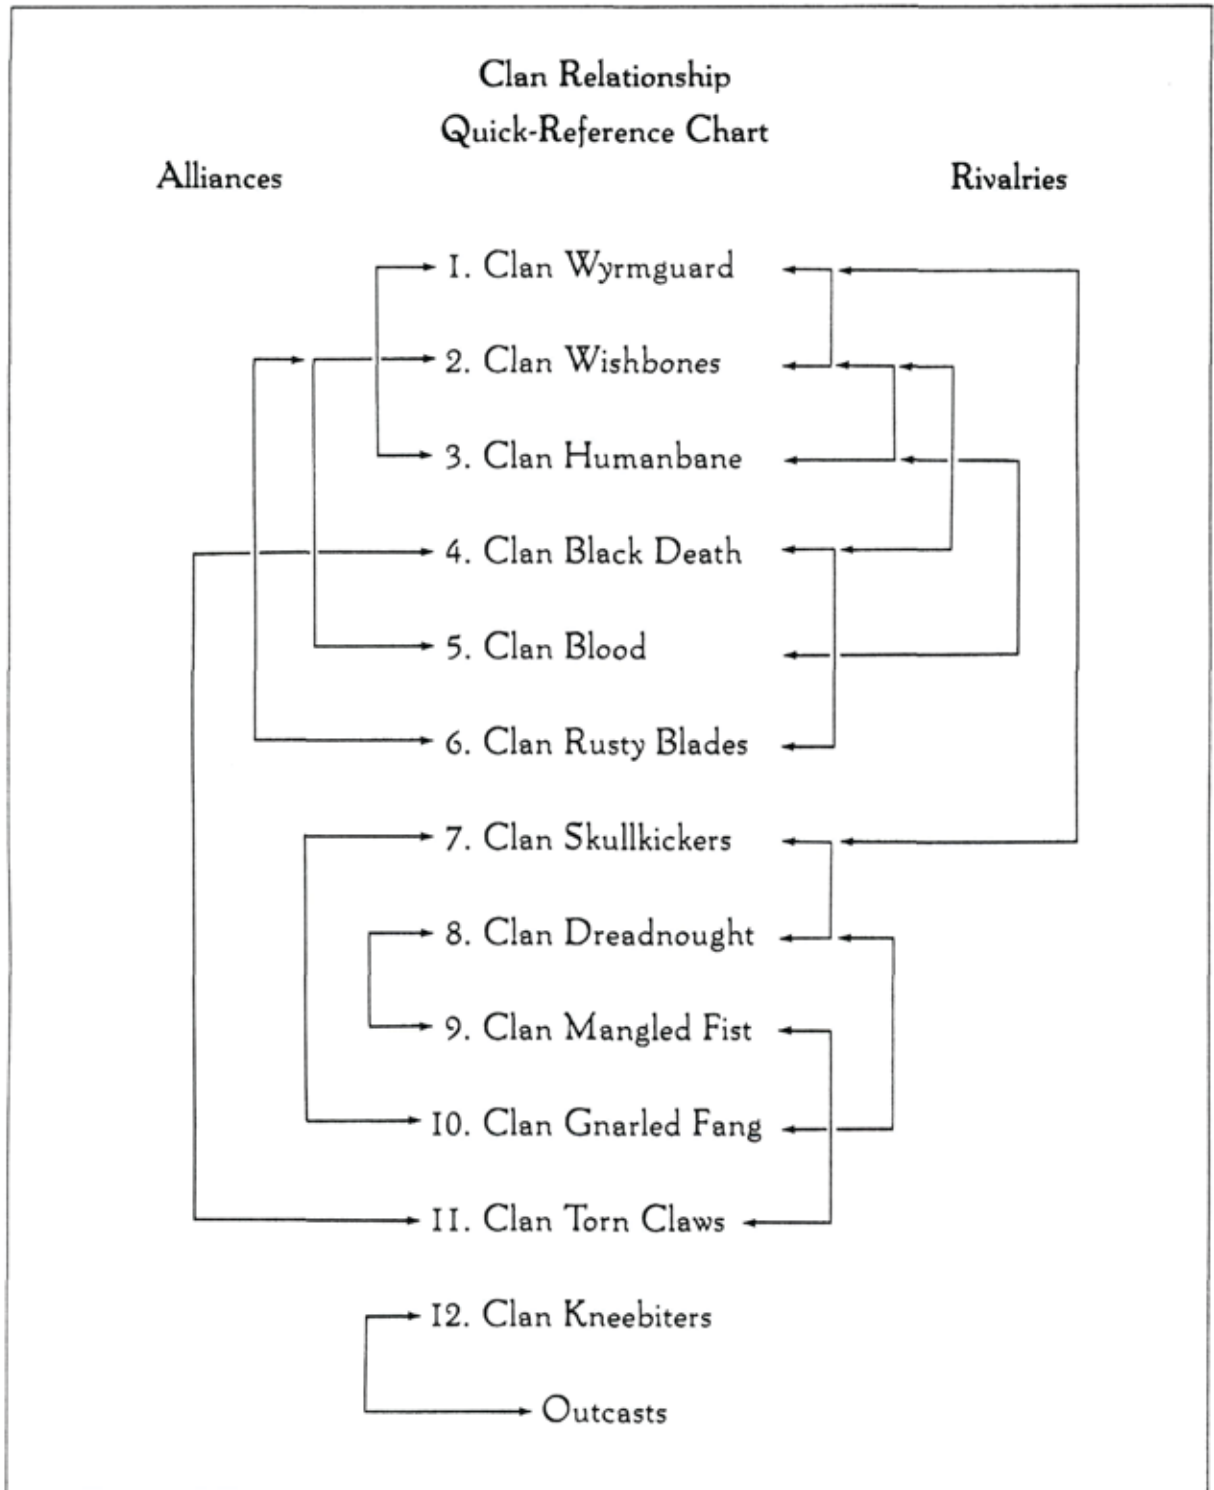 Clan Relationship
Quick-Reference Chart
Alliances
Rivalries
1. Clan Wyrmguard
2. Clan Wishbones
3. Clan Humanbane
4. Clan Black Death
5. Clan Blood
6. Clan Rusty Blades
7. Clan Skullkickers
8. Clan Dreadnought
9. Clan Mangled Fist
10. Clan Gnarled Fang
11. Clan Torn Claws
12. Clan Kneebiters
Outcasts